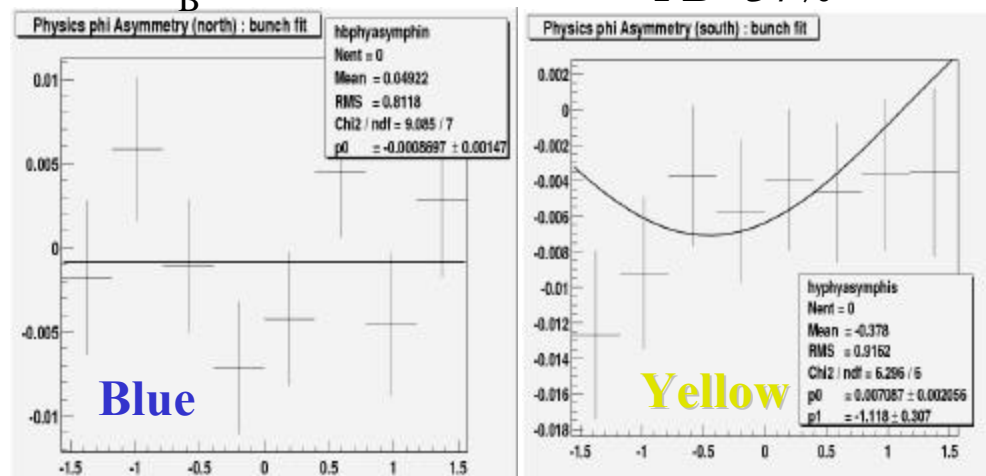 B
Physics phi Asymmetry (north) : bunch fit
hbphyasymphin
Nent = 0
Mean = 0.04922
RMS = 0.8118
Chi2 / ndf = 9.085 / 7
p0 = -0.0008697 ± 0.00147
0.01
0.005
0
-0.005
-0.01
Blue
-1.5 -1 -0.5 0 0.5 1 1.5
Physics phi Asymmetry (south) : bunch fit
0.002
0
-0.002
-0.004
-0.006
-0.008
-0.01
-0.012
-0.014
-0.016
-0.018
hyphyasymphis
Nent = 0
Mean = -0.378
RMS = 0.9162
Chi2 / ndf = 6.296 / 6
p0 = 0.007087 ± 0.002056
p1 = -1.118 ± 0.307
Yellow
-1.5 -1 -0.5 0 0.5 1 1.5